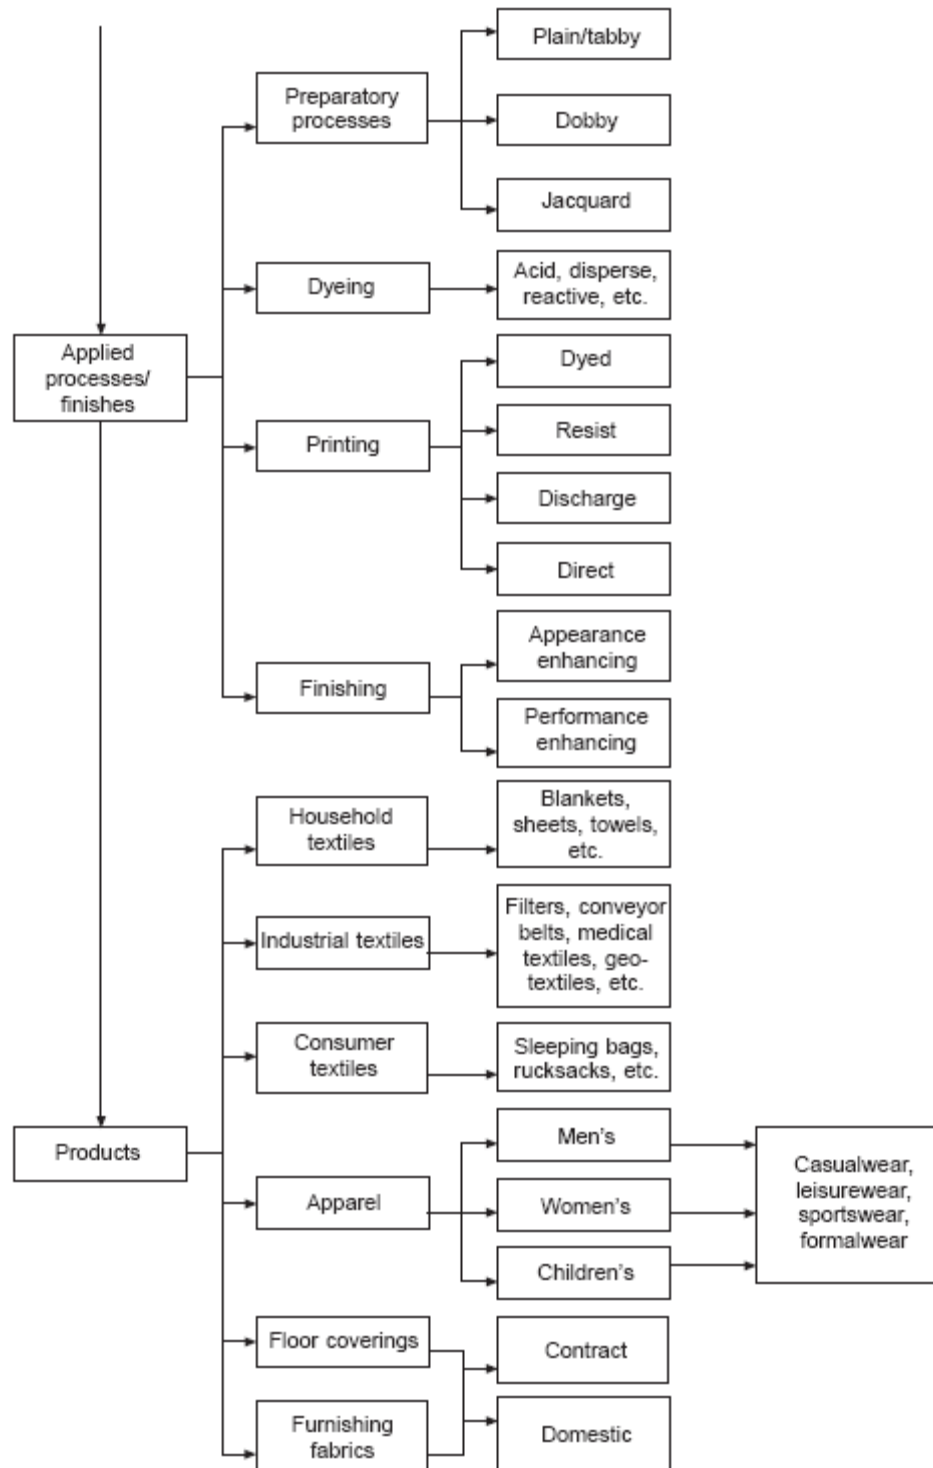 Plain/tabby
Preparatory
processes
Dobby
Jacquard
Dyeing
Acid, disperse,
reactive, etc.
Applied
processes/
finishes
Dyed
Printing
Resist
Discharge
Direct
Finishing
Appearance
enhancing
Performance
enhancing
Household
textiles
Blankets,
sheets, towels,
etc.
Industrial textiles
Filters, conveyor
belts, medical
textiles, geo-
textiles, etc.
Consumer
textiles
Sleeping bags,
rucksacks, etc.
Products
Apparel
Men's
Women's
Children's
Casualwear,
leisurewear,
sportswear,
formalwear
Floor coverings
Furnishing
fabrics
Contract
Domestic